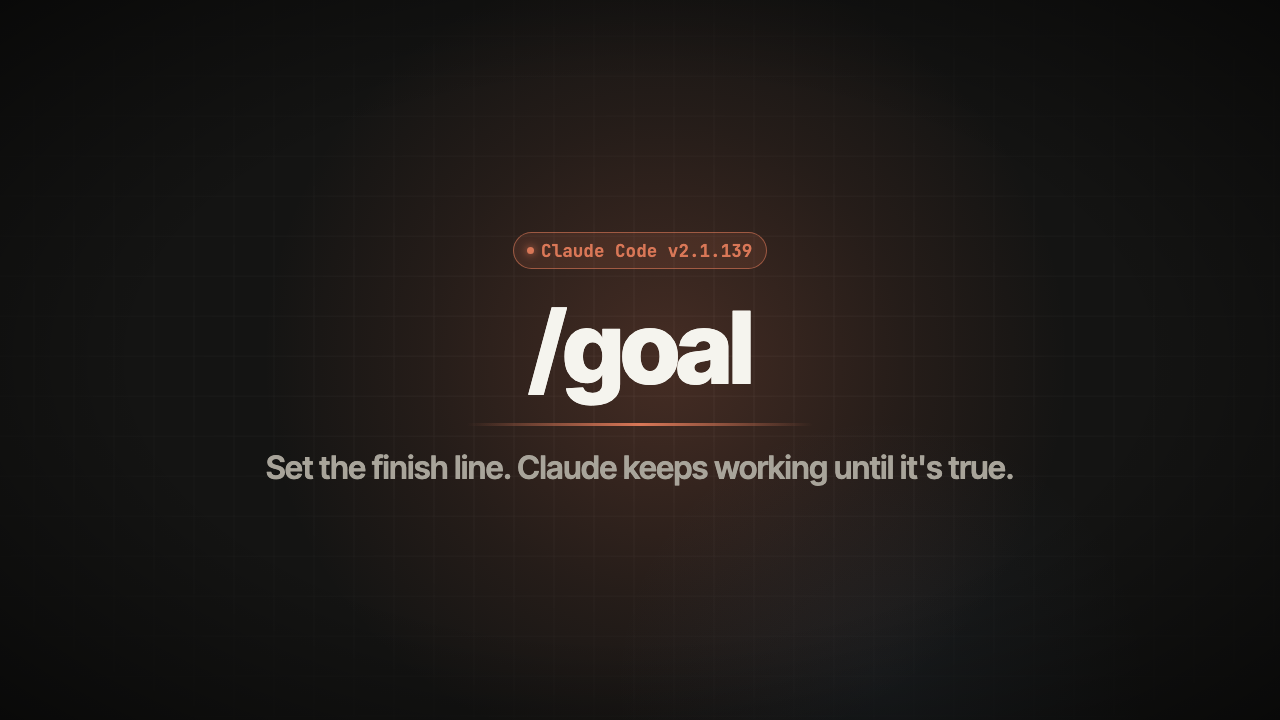 Claude Code v2.1.139
/goal
Set the finish line. Claude keeps working until it's true.